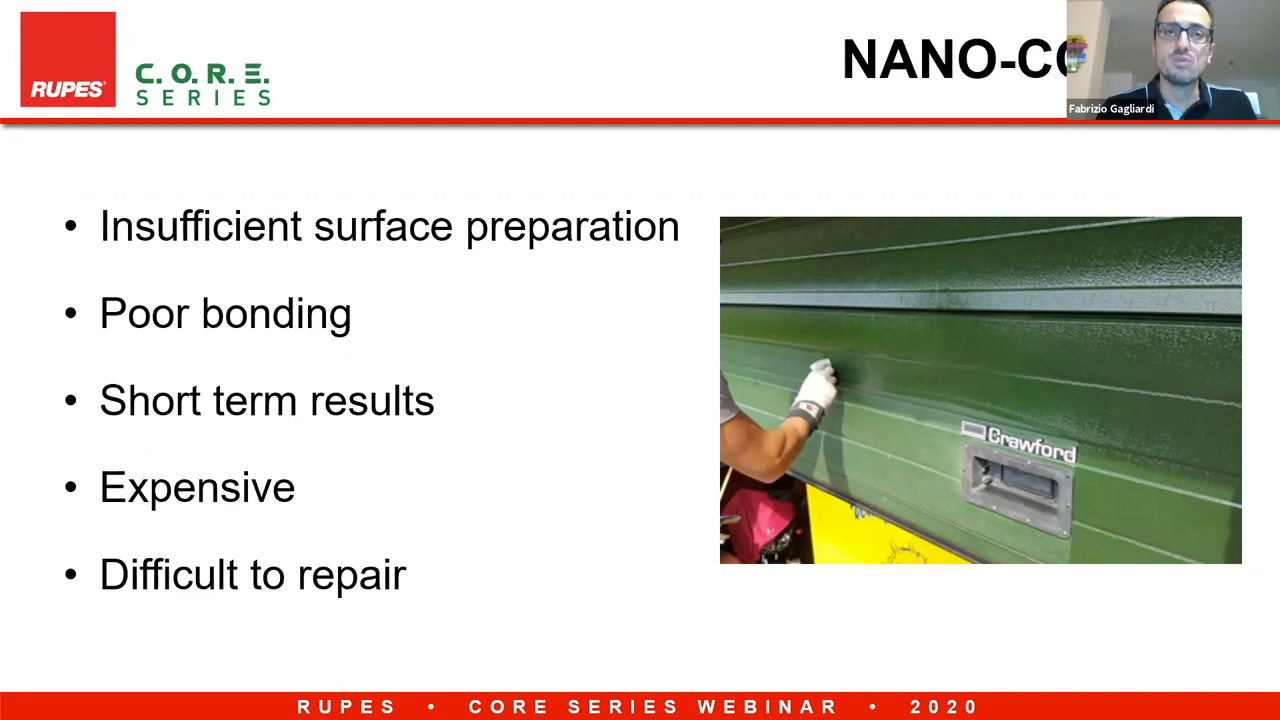 RUPES
C.O.R.E.
SERIES
NANO-CO
Fabrizio Gagliardi
• Insufficient surface preparation
• Poor bonding
• Short term results
• Expensive
• Difficult to repair
Crawford
RUPES • CORE SERIES WEBINAR • 2020